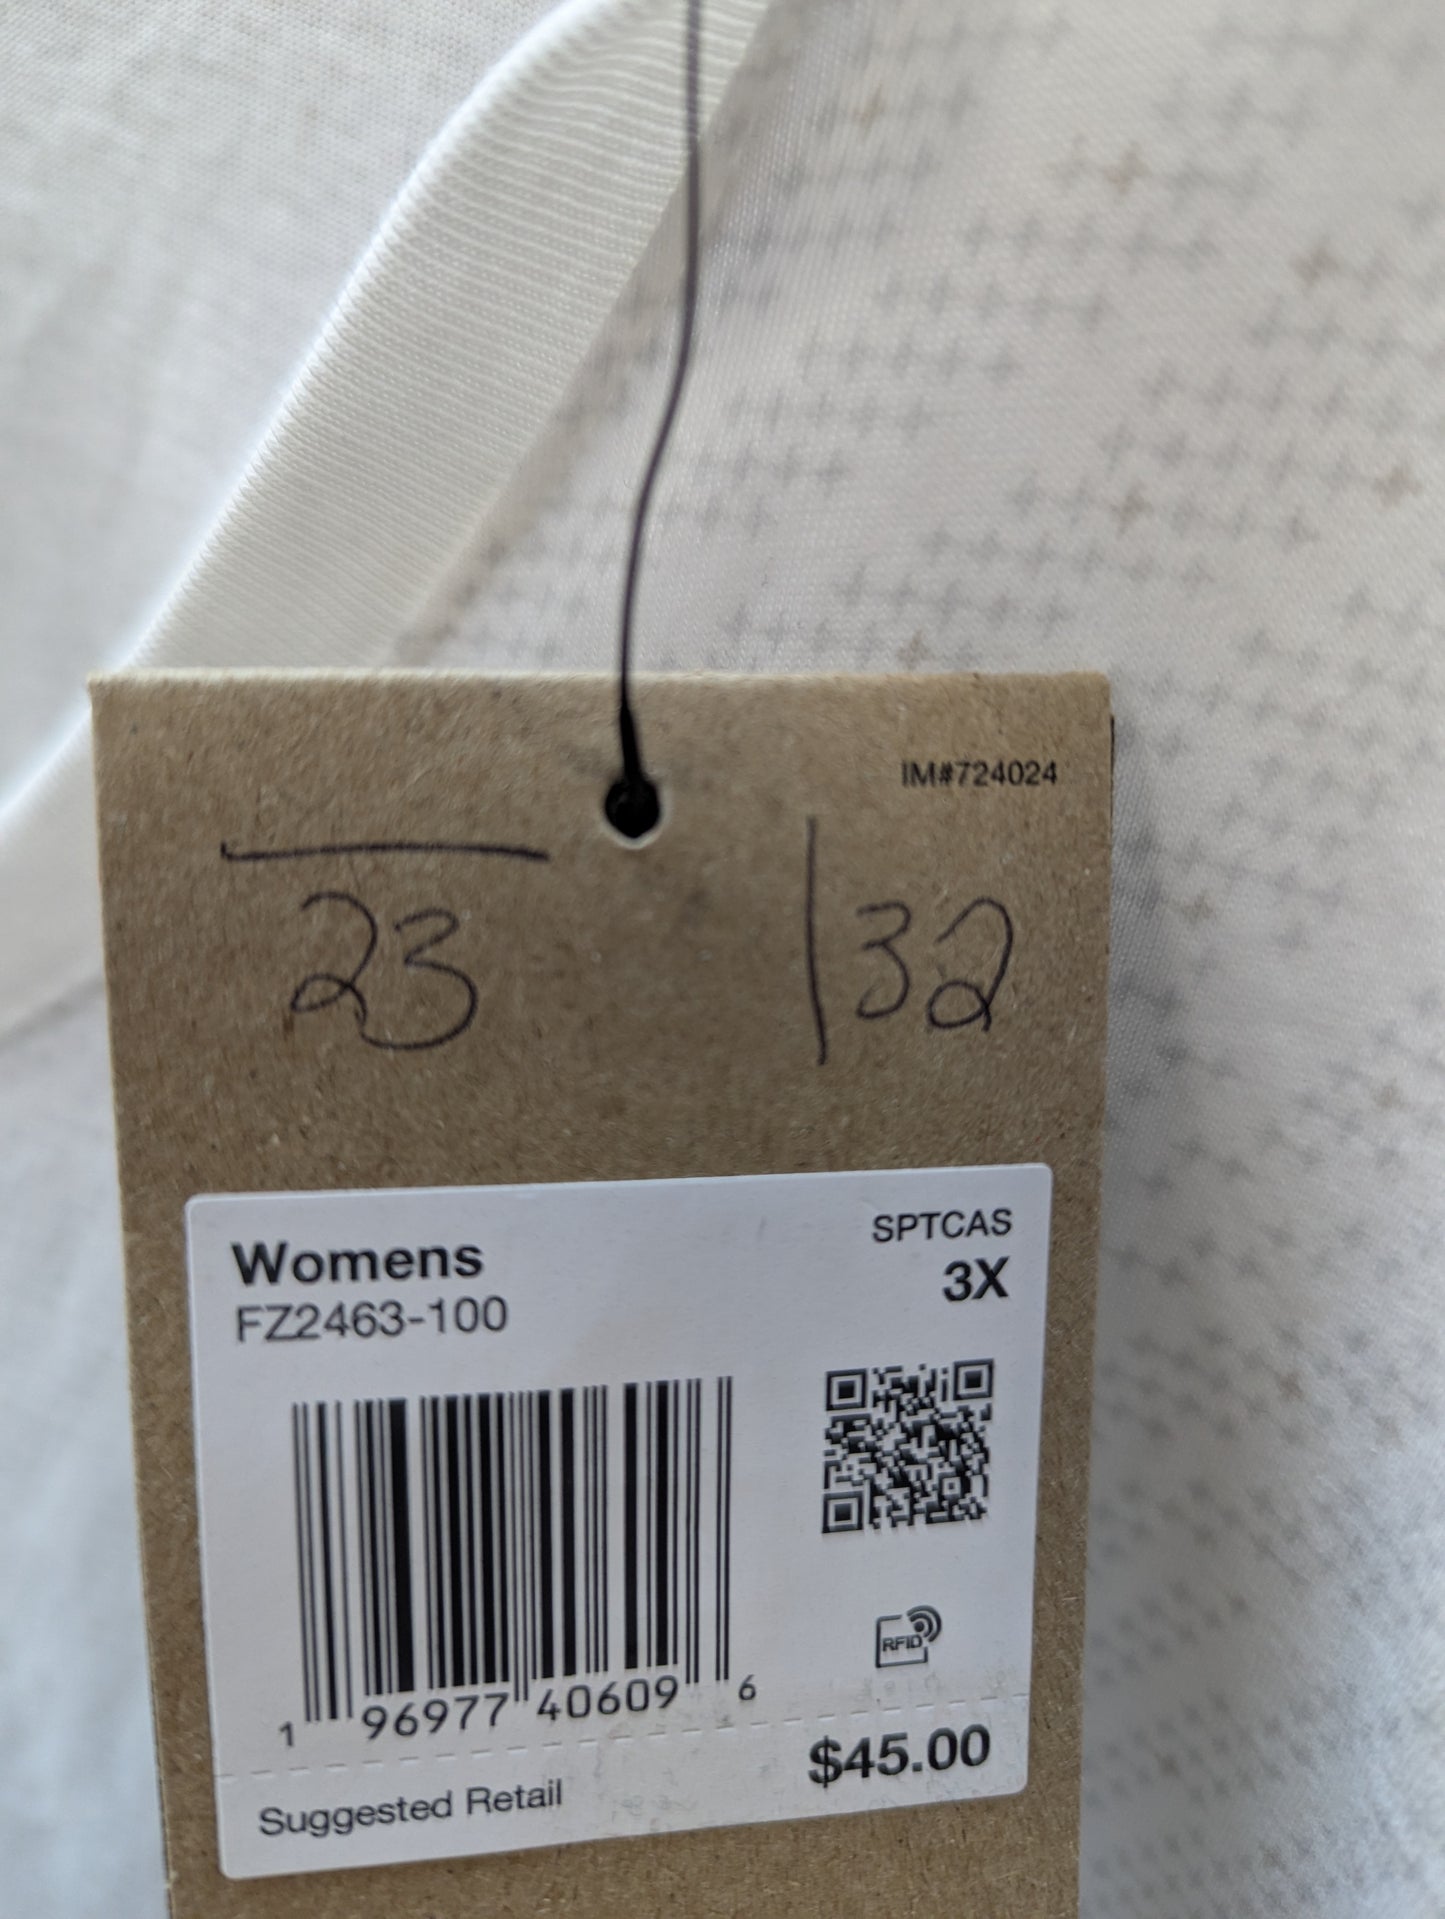 IM#724024
23 | 32
Womens SPTCAS
FZ2463-100 3X
RFID
1 96977 40609 6
Suggested Retail $45.00